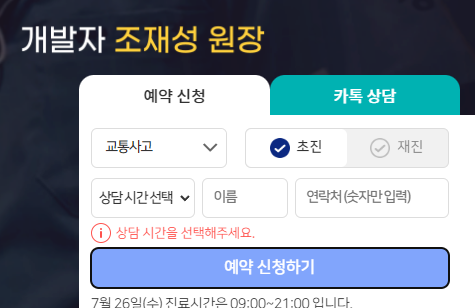 개발자 조재성 원장
예약 신청 카톡 상담
교통사고 초진 재진
상담 시간 선택 이름 연락처 (숫자만 입력)
상담 시간을 선택해주세요.
예약 신청하기
7월 26일(수) 진료시간은 09:00~21:00 입니다.